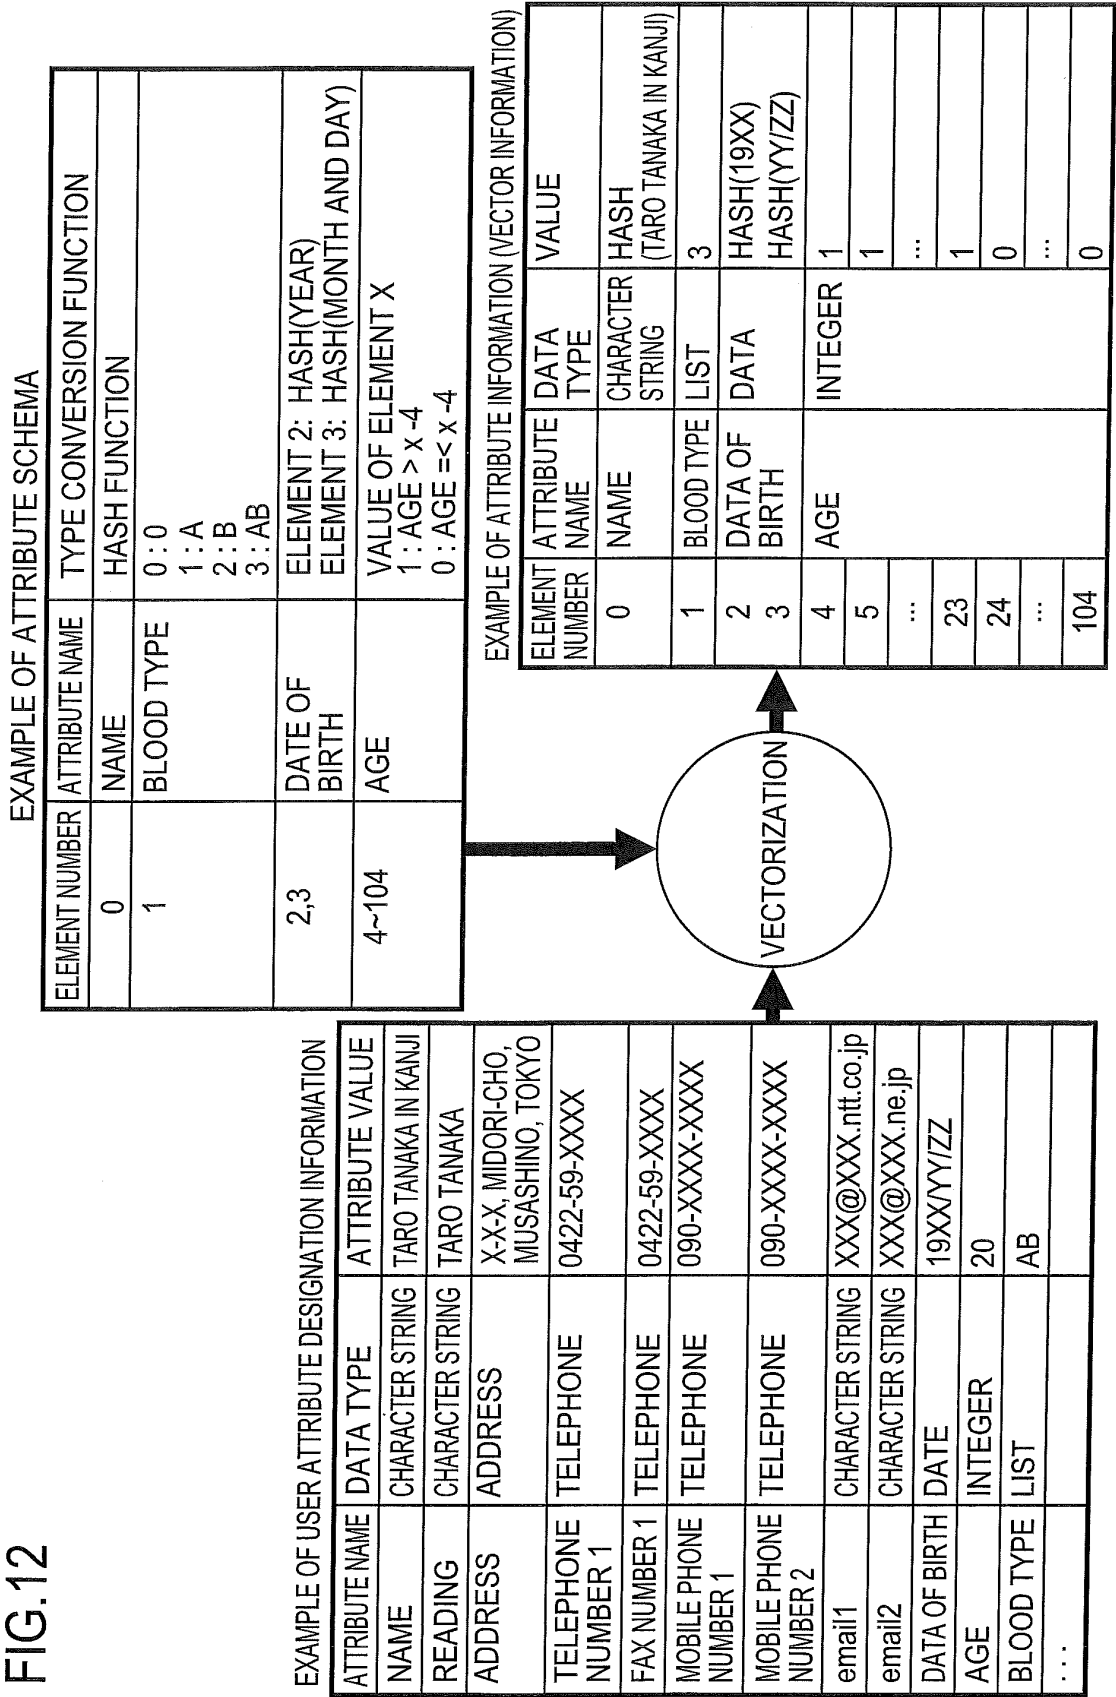 FIG.12
EXAMPLE OF USER ATTRIBUTE DESIGNATION INFORMATION
ATTRIBUTE NAME DATA TYPE ATTRIBUTE VALUE
NAME CHARACTER STRING TARO TANAKA IN KANJI
READING CHARACTER STRING TARO TANAKA
ADDRESS ADDRESS X-X-X, MIDORI-CHO,
MUSASHINO, TOKYO
TELEPHONE TELEPHONE 0422-59-XXXX
NUMBER 1
FAX NUMBER 1 TELEPHONE 0422-59-XXXX
MOBILE PHONE TELEPHONE 090-XXXX-XXXX
NUMBER 1
MOBILE PHONE TELEPHONE 090-XXXX-XXXX
NUMBER 2
email1 CHARACTER STRING XXX@XXX.ntt.co.jp
email2 CHARACTER STRING XXX@XXX.ne.jp
DATA OF BIRTH DATE 19XX/YY/ZZ
AGE INTEGER 20
BLOOD TYPE LIST AB
...
EXAMPLE OF ATTRIBUTE SCHEMA
ELEMENT NUMBER ATTRIBUTE NAME TYPE CONVERSION FUNCTION
0 NAME HASH FUNCTION
1 BLOOD TYPE 0 : 0
1 : A
2 : B
3 : AB
2,3 DATE OF ELEMENT 2: HASH(YEAR)
BIRTH ELEMENT 3: HASH(MONTH AND DAY)
4~104 AGE VALUE OF ELEMENT X
1 : AGE > x -4
0 : AGE =< x -4
VECTORIZATION
EXAMPLE OF ATTRIBUTE INFORMATION (VECTOR INFORMATION)
ELEMENT ATTRIBUTE DATA VALUE
NUMBER NAME TYPE
0 NAME CHARACTER HASH
STRING (TARO TANAKA IN KANJI)
1 BLOOD TYPE LIST 3
2 DATA OF DATA HASH(19XX)
3 BIRTH HASH(YY/ZZ)
4 AGE INTEGER 1
5 1
... ...
23 1
24 0
... ...
104 0